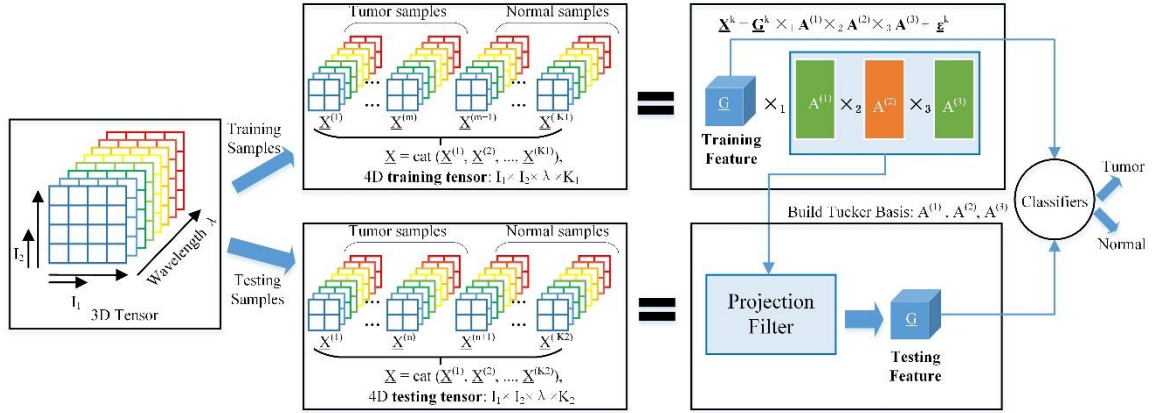 I₂
I₁
Wavelength λ
3D Tensor
Training
Samples
Testing
Samples
Tumor samples
Normal samples
... ...
X⁽¹⁾ X⁽ᵐ⁾ X⁽ᵐ⁻¹⁾ X⁽ᴷ¹⁾
X = cat (X⁽¹⁾, X⁽²⁾, ..., X⁽ᴷ¹⁾),
4D training tensor: I₁× I₂× λ×K₁
Tumor samples
Normal samples
... ...
X⁽¹⁾ X⁽ⁿ⁾ X⁽ⁿ⁺¹⁾ X⁽ᴷ²⁾
X = cat (X⁽¹⁾, X⁽²⁾, ..., X⁽ᴷ²⁾),
4D testing tensor: I₁× I₂× λ×K₂
=
=
Xᵏ – Gᵏ ×₁ A⁽¹⁾ ×₂ A⁽²⁾ ×₃ A⁽³⁾ – εᵏ
G ×₁ A⁽¹⁾ ×₂ A⁽²⁾ ×₃ A⁽³⁾
Training
Feature
Build Tucker Basis: A⁽¹⁾, A⁽²⁾, A⁽³⁾
Projection
Filter
G
Testing
Feature
Classifiers
Tumor
Normal